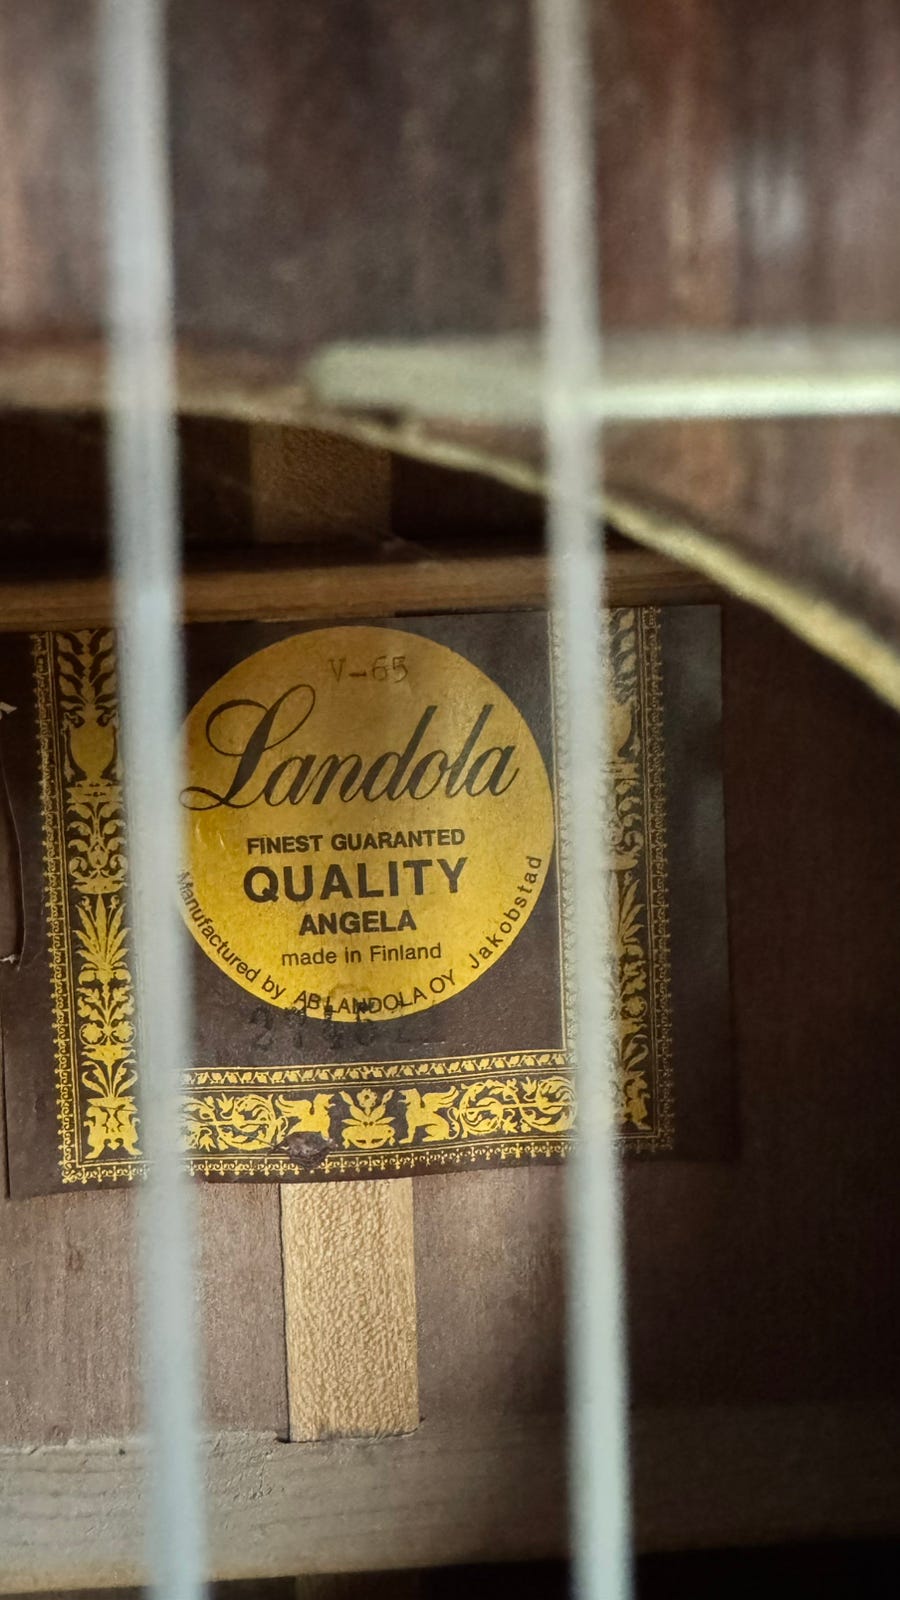 V-65
Landola
FINEST GUARANTED
QUALITY
ANGELA
made in Finland
Manufactured by AB LANDOLA OY Jakobstad